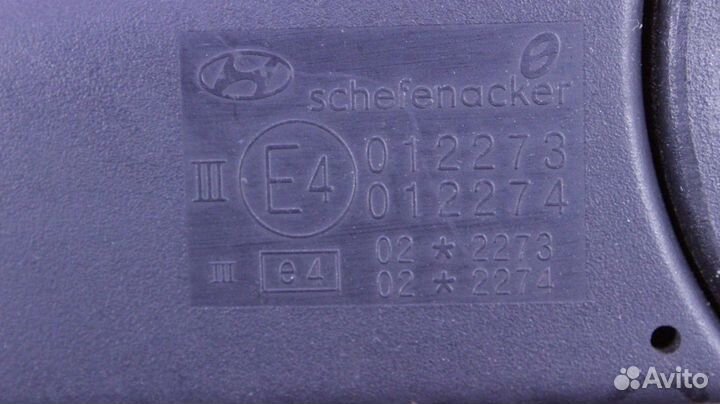 schefenacker
III E4 012273
012274
III e4 02*2273
02*2274
Avito